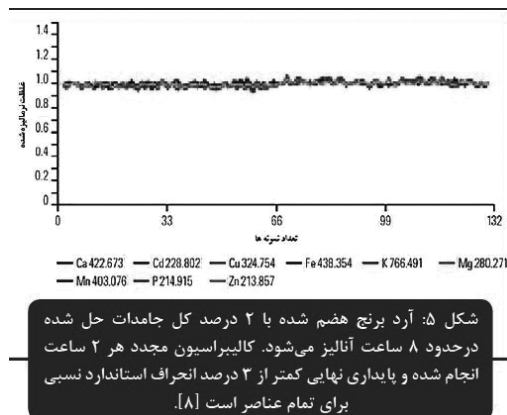 1.4
1.2
1.0
0.8
0.6
0.4
0.2
0
غلظت نرمالیزه شده
0 33 66 99 132
تعداد نمونه ها
Ca 422.673 Cd 228.802 Cu 324.754 Fe 438.354 K 766.491 Mg 280.271
Mn 403.076 P 214.915 Zn 213.857
شکل ۵: آرد برنج هضم شده با ۲ درصد کل جامدات حل شده
درحدود ۸ ساعت آنالیز می‌شود. کالیبراسیون مجدد هر ۲ ساعت
انجام شده و پایداری نهایی کمتر از ۳ درصد انحراف استاندارد نسبی
برای تمام عناصر است [۸].